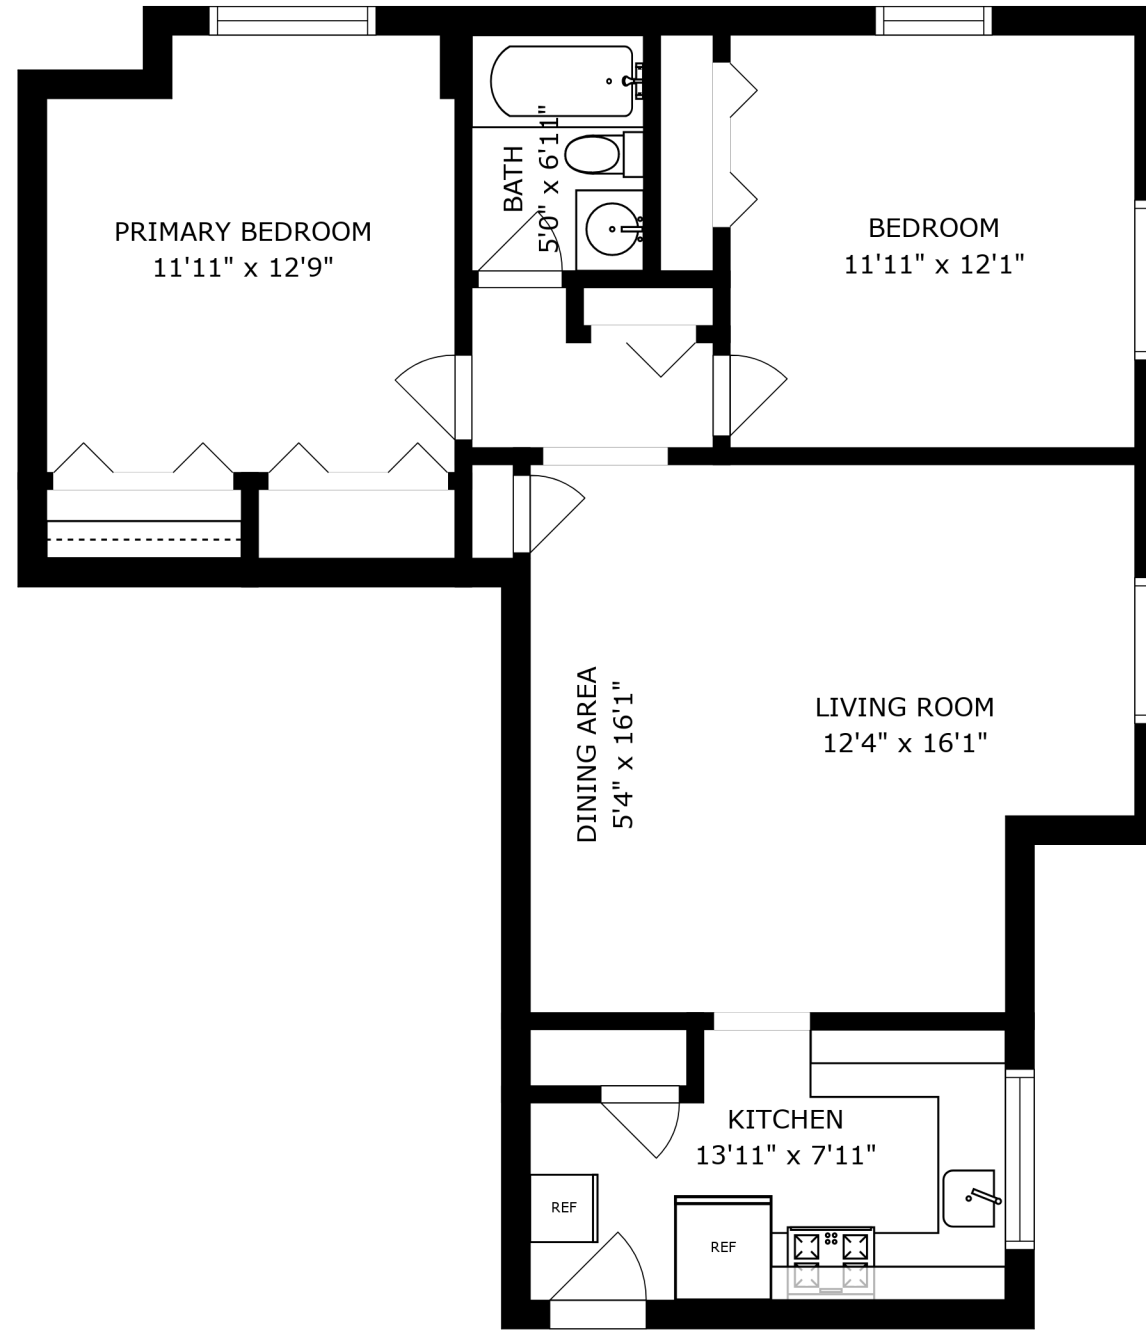 BATH
5'0" x 6'11"
PRIMARY BEDROOM
11'11" x 12'9"
BEDROOM
11'11" x 12'1"
DINING AREA
5'4" x 16'1"
LIVING ROOM
12'4" x 16'1"
KITCHEN
13'11" x 7'11"
REF
REF